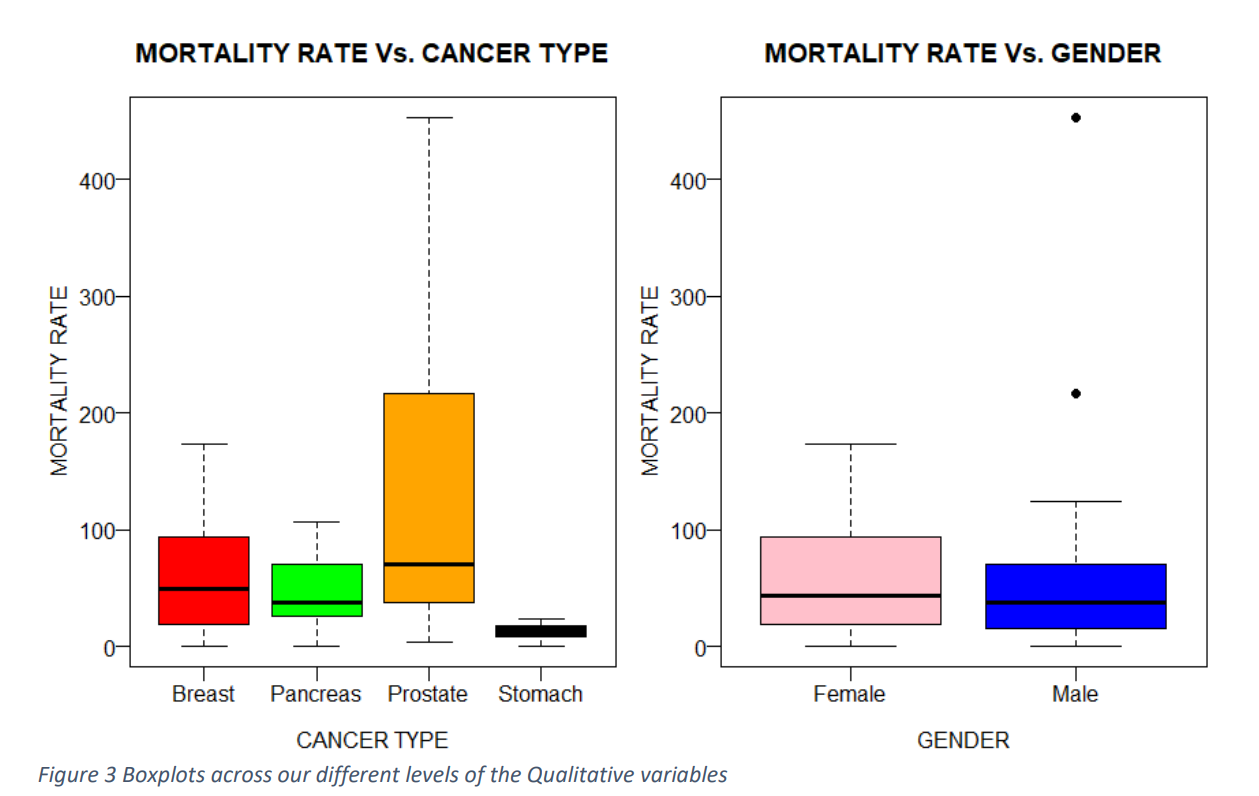 MORTALITY RATE Vs. CANCER TYPE
MORTALITY RATE
400
300
200
100
0
Breast Pancreas Prostate Stomach
CANCER TYPE
MORTALITY RATE Vs. GENDER
MORTALITY RATE
400
300
200
100
0
Female Male
GENDER
Figure 3 Boxplots across our different levels of the Qualitative variables